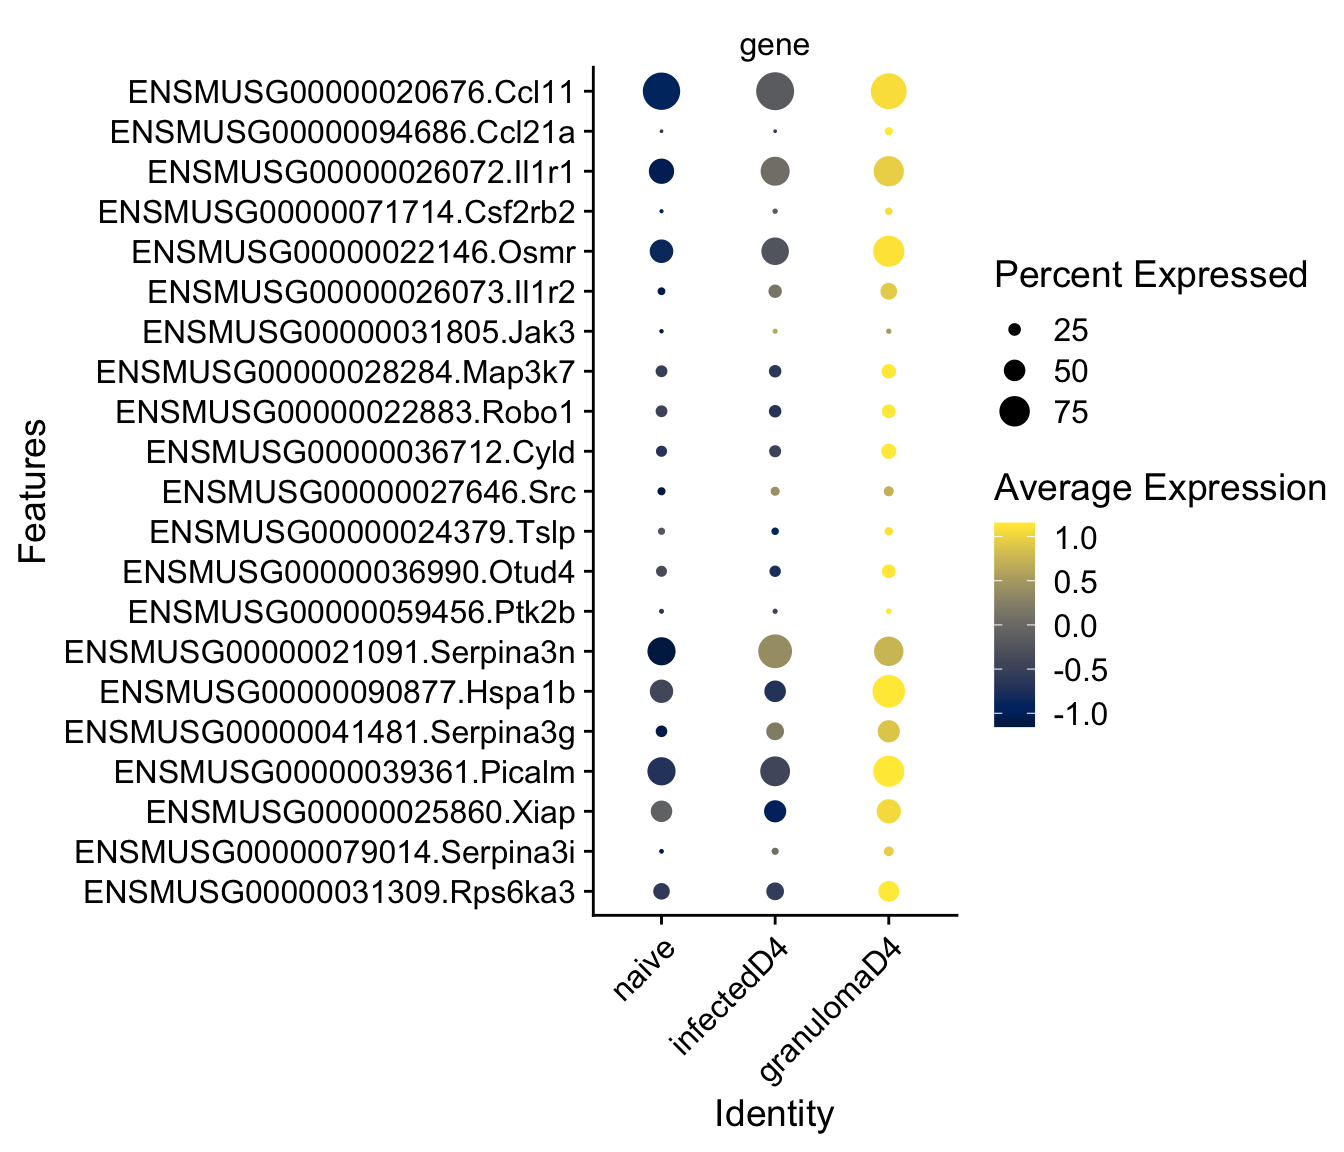 gene
ENSMUSG00000020676.Ccl11
ENSMUSG00000094686.Ccl21a
ENSMUSG00000026072.Il1r1
ENSMUSG00000071714.Csf2rb2
ENSMUSG00000022146.Osmr
ENSMUSG00000026073.Il1r2
ENSMUSG00000031805.Jak3
ENSMUSG00000028284.Map3k7
ENSMUSG00000022883.Robo1
ENSMUSG00000036712.Cyld
ENSMUSG00000027646.Src
ENSMUSG00000024379.Tslp
ENSMUSG00000036990.Otud4
ENSMUSG00000059456.Ptk2b
ENSMUSG00000021091.Serpina3n
ENSMUSG00000090877.Hspa1b
ENSMUSG00000041481.Serpina3g
ENSMUSG00000039361.Picalm
ENSMUSG00000025860.Xiap
ENSMUSG00000079014.Serpina3i
ENSMUSG00000031309.Rps6ka3
Features
naive
infectedD4
granulomaD4
Identity
Percent Expressed
25
50
75
Average Expression
1.0
0.5
0.0
-0.5
-1.0